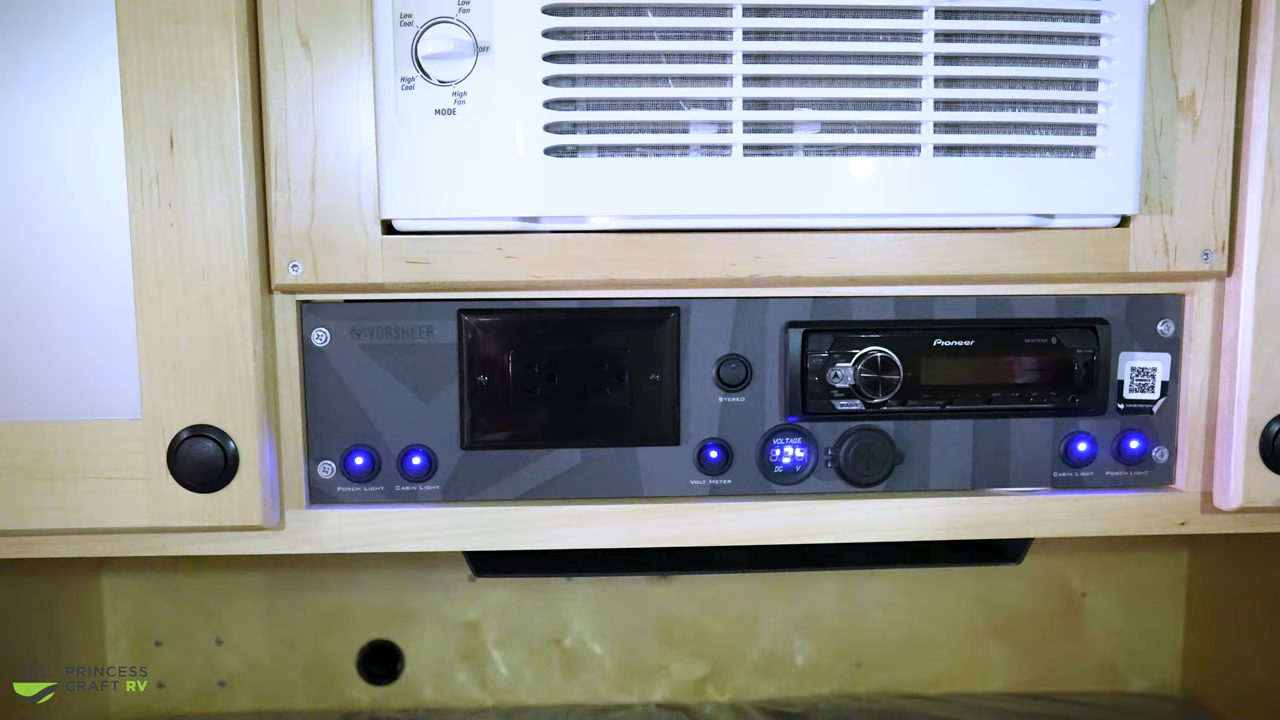 Low
Fan
Low
Cool
OFF
High
Cool
High
Fan
MODE
VORSHEER
Pioneer
STEREO
VOLTAGE
DC V
PORCH LIGHT
CABIN LIGHT
VOLT METER
CABIN LIGHT
PORCH LIGHT
PRINCESS
CRAFT RV